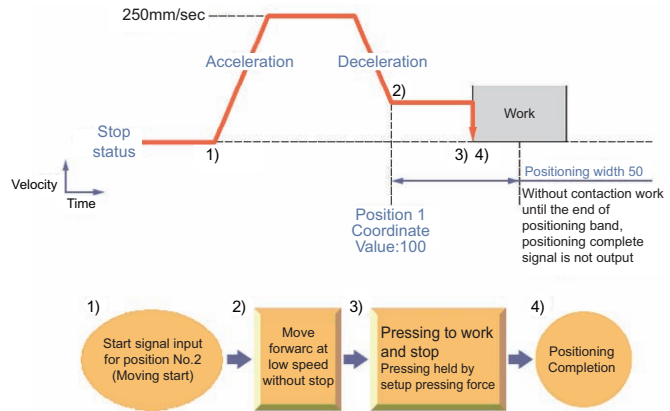 250mm/sec
Acceleration
Deceleration
2)
Work
Stop
status
1)
3)
4)
Velocity
Time
Positioning width 50
Position 1
Coordinate
Value:100
Without contaction work
until the end of
positioning band,
positioning complete
signal is not output
1)
Start signal input
for position No.2
(Moving start)
2)
Move
forwarc at
low speed
without stop
3)
Pressing to work
and stop
Pressing held by
setup pressing force
4)
Positioning
Completion